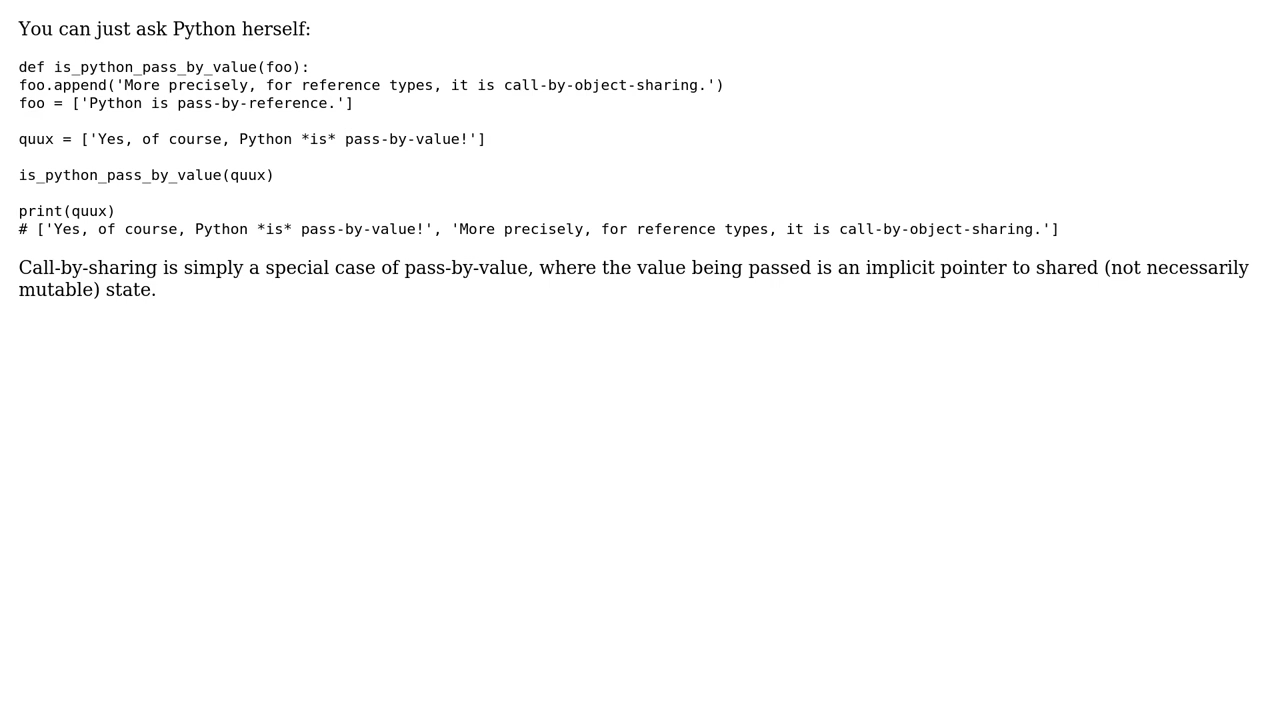 You can just ask Python herself:
def is_python_pass_by_value(foo):
foo.append('More precisely, for reference types, it is call-by-object-sharing.')
foo = ['Python is pass-by-reference.']
quux = ['Yes, of course, Python *is* pass-by-value!']
is_python_pass_by_value(quux)
print(quux)
# ['Yes, of course, Python *is* pass-by-value!', 'More precisely, for reference types, it is call-by-object-sharing.']
Call-by-sharing is simply a special case of pass-by-value, where the value being passed is an implicit pointer to shared (not necessarily
mutable) state.